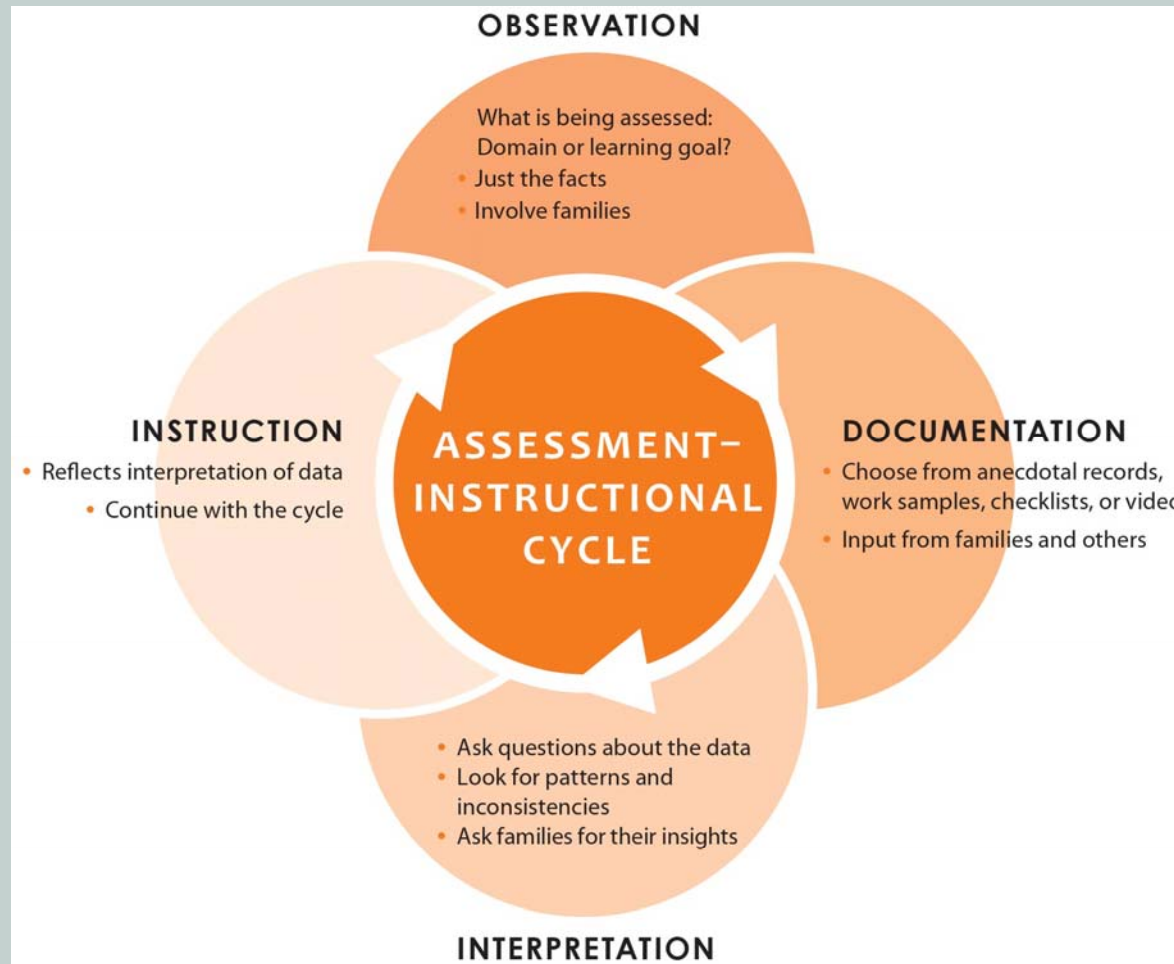 OBSERVATION
What is being assessed:
Domain or learning goal?
• Just the facts
• Involve families
DOCUMENTATION
• Choose from anecdotal records,
work samples, checklists, or video
• Input from families and others
ASSESSMENT–
INSTRUCTIONAL
CYCLE
• Ask questions about the data
• Look for patterns and
inconsistencies
• Ask families for their insights
INTERPRETATION
INSTRUCTION
• Reflects interpretation of data
• Continue with the cycle